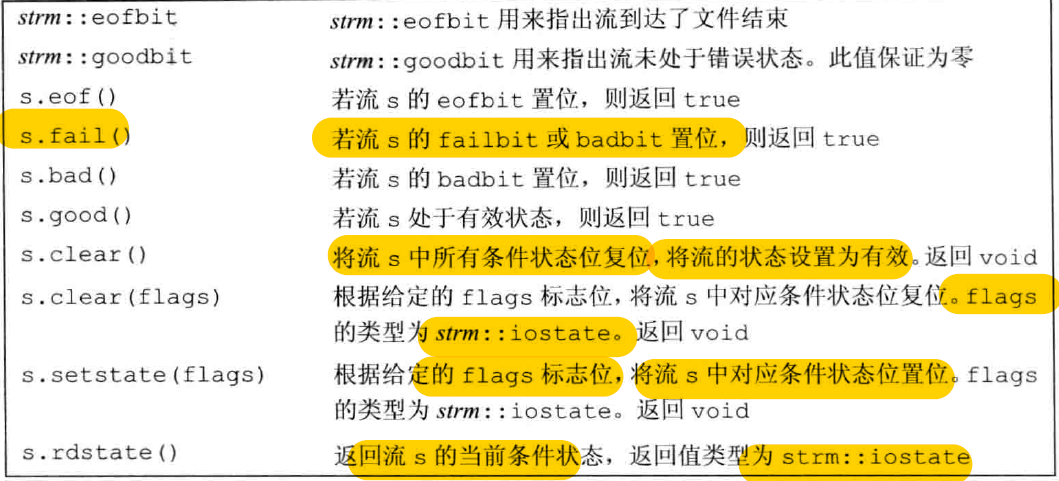 strm::eofbit strm::eofbit 用来指出流到达了文件结束
strm::goodbit strm::goodbit 用来指出流未处于错误状态。此值保证为零
s.eof() 若流 s 的 eofbit 置位，则返回 true
s.fail() 若流 s 的 failbit 或 badbit 置位，则返回 true
s.bad() 若流 s 的 badbit 置位，则返回 true
s.good() 若流 s 处于有效状态，则返回 true
s.clear() 将流 s 中所有条件状态位复位，将流的状态设置为有效。返回 void
s.clear(flags) 根据给定的 flags 标志位，将流 s 中对应条件状态位复位。flags
的类型为 strm::iostate。返回 void
s.setstate(flags) 根据给定的 flags 标志位，将流 s 中对应条件状态位置位。flags
的类型为 strm::iostate。返回 void
s.rdstate() 返回流 s 的当前条件状态，返回值类型为 strm::iostate